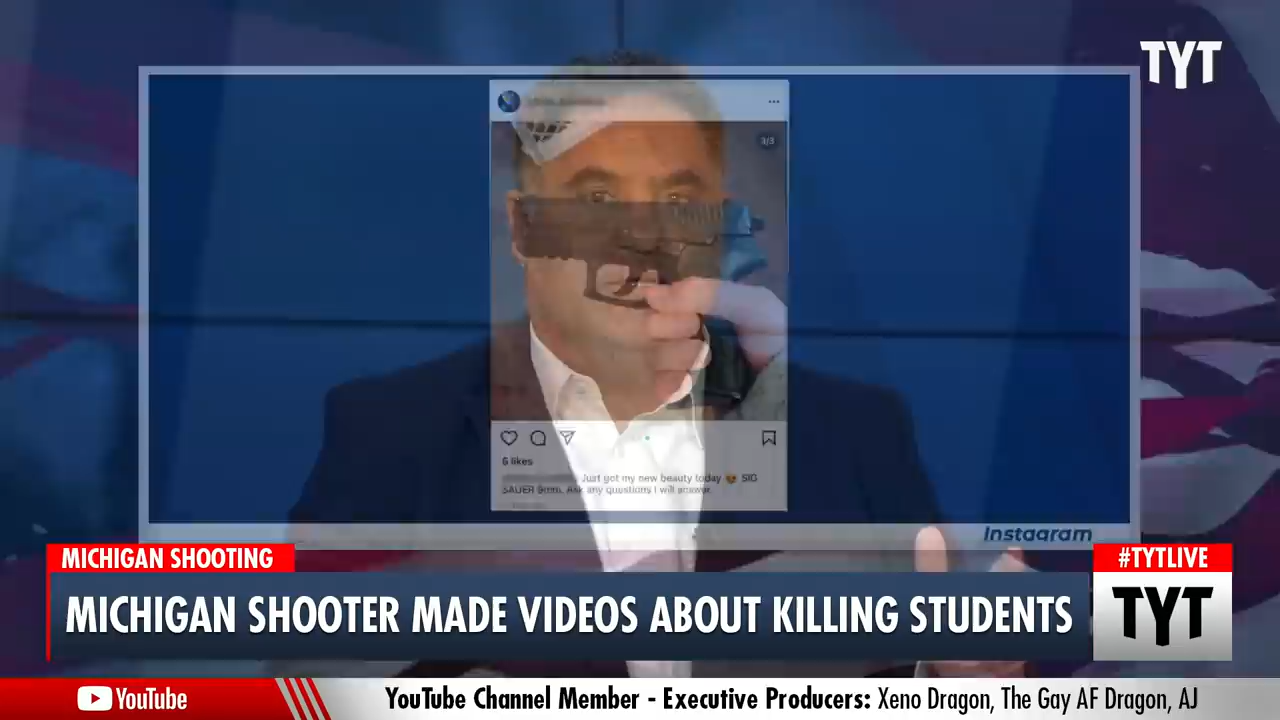 TYT
3/3
6 likes
Just got my new beauty today 😍 SIG
SAUER 9mm. Ask any questions I will answer.
Instagram
MICHIGAN SHOOTING
#TYTLIVE
MICHIGAN SHOOTER MADE VIDEOS ABOUT KILLING STUDENTS
TYT
YouTube
YouTube Channel Member - Executive Producers: Xeno Dragon, The Gay AF Dragon, AJ